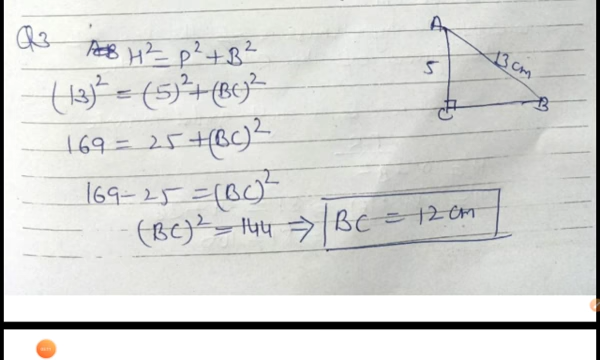 Q3
H² = P² + B²
(13)² = (5)² + (BC)²
169 = 25 + (BC)²
169 - 25 = (BC)²
(BC)² = 144 ⇒ BC = 12 cm
A
5
13 cm
C
B